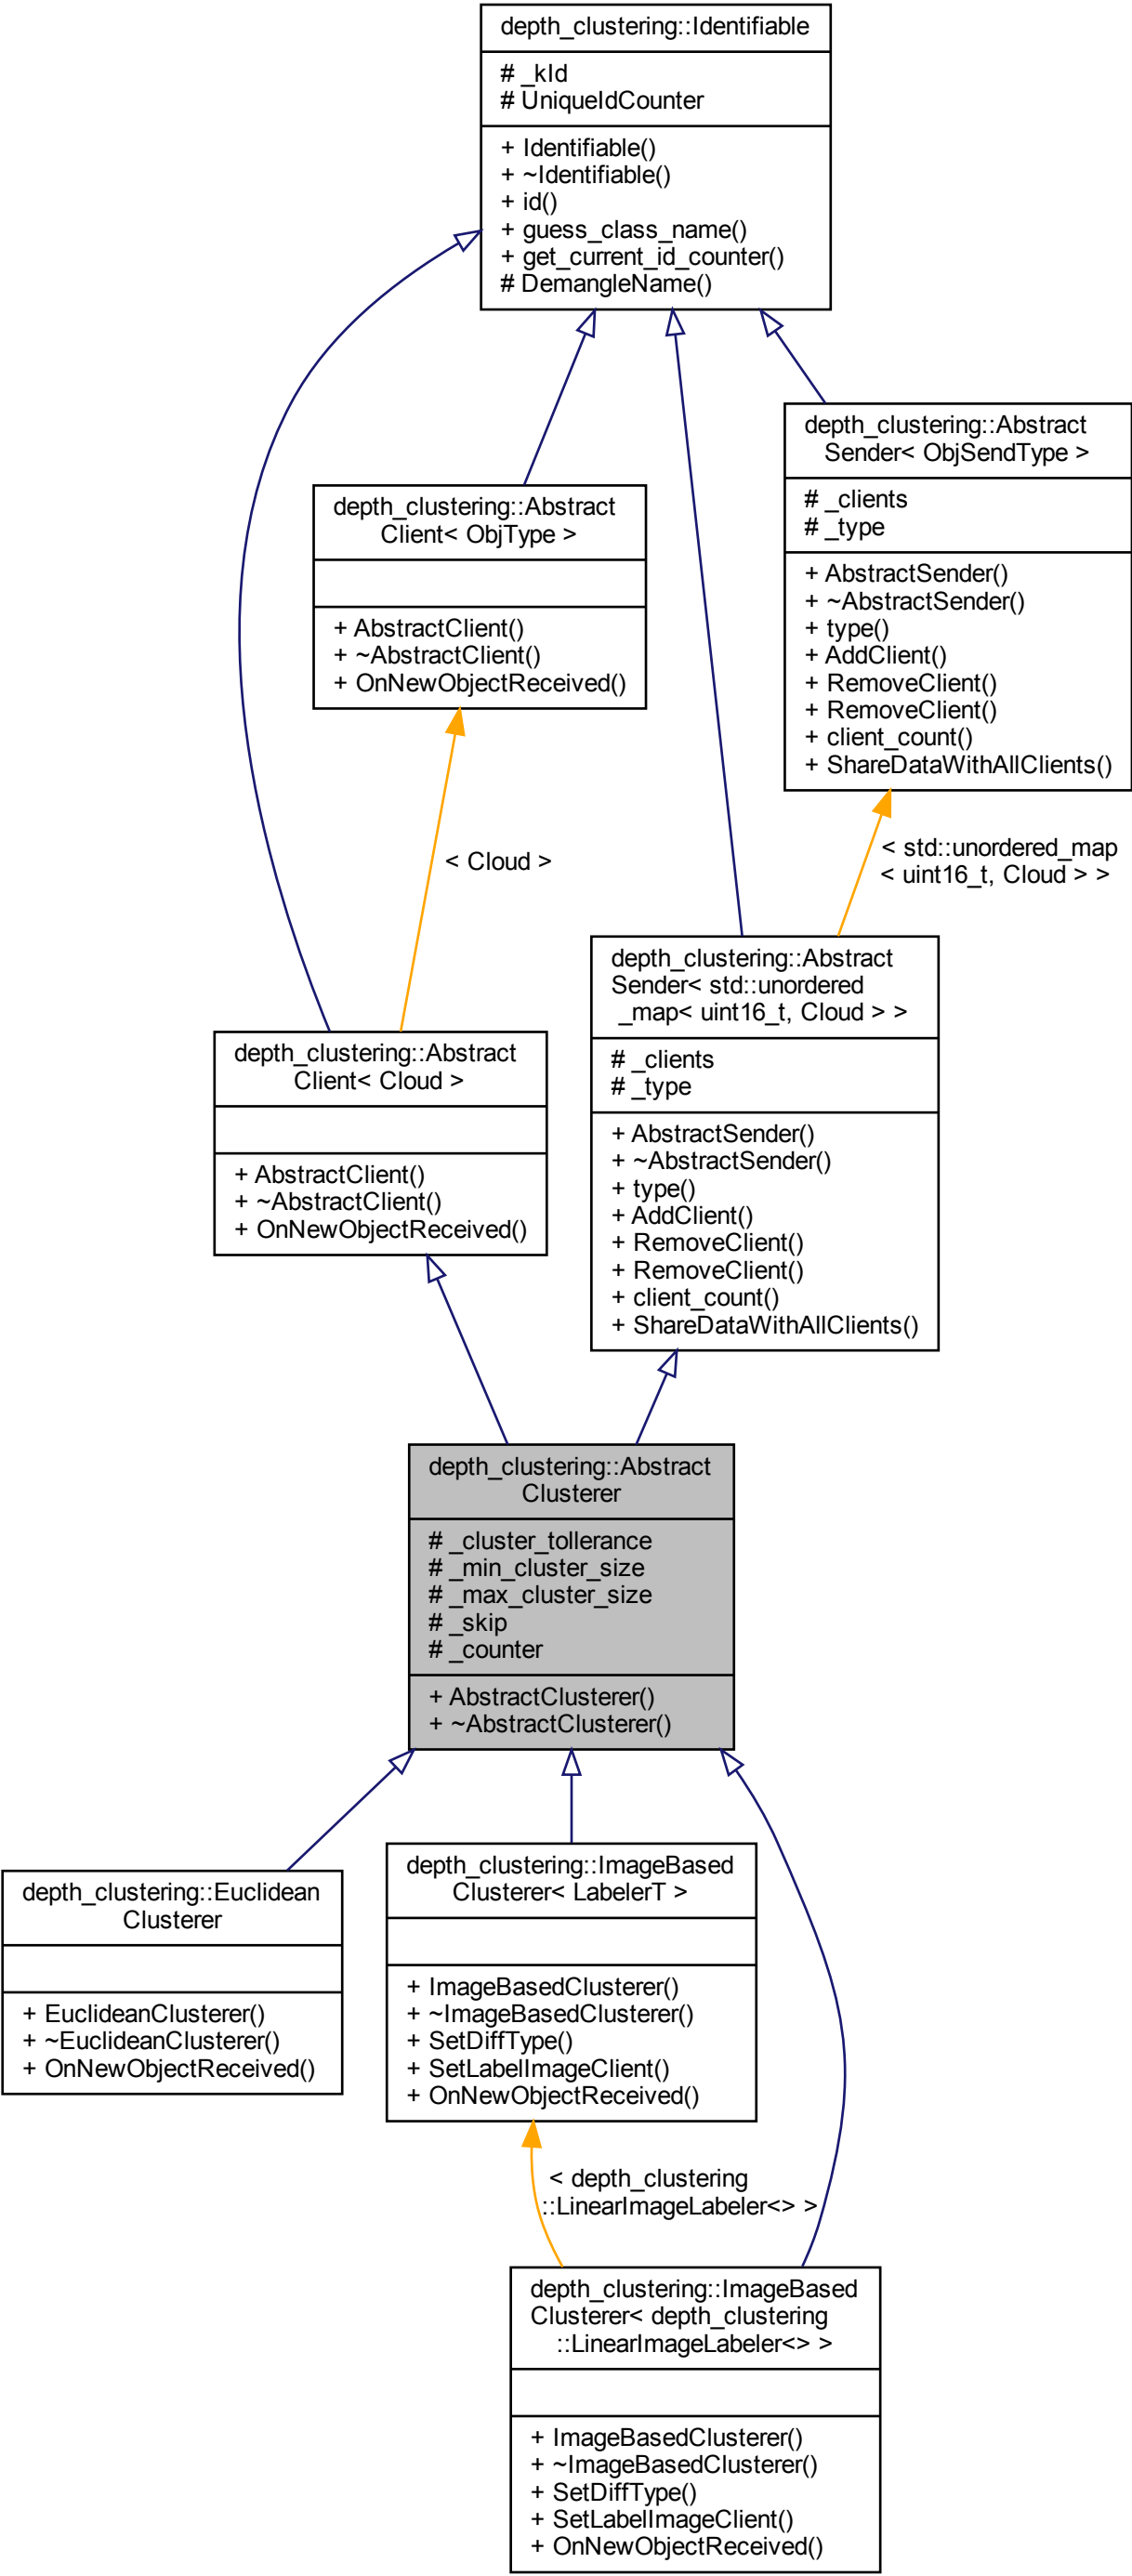 depth_clustering::Identifiable
# _kId
# UniqueIdCounter
+ Identifiable()
+ ~Identifiable()
+ id()
+ guess_class_name()
+ get_current_id_counter()
# DemangleName()
depth_clustering::Abstract
Sender< ObjSendType >
# _clients
# _type
+ AbstractSender()
+ ~AbstractSender()
+ type()
+ AddClient()
+ RemoveClient()
+ RemoveClient()
+ client_count()
+ ShareDataWithAllClients()
depth_clustering::Abstract
Client< ObjType >
+ AbstractClient()
+ ~AbstractClient()
+ OnNewObjectReceived()
< Cloud >
< std::unordered_map
< uint16_t, Cloud > >
depth_clustering::Abstract
Sender< std::unordered
_map< uint16_t, Cloud > >
# _clients
# _type
+ AbstractSender()
+ ~AbstractSender()
+ type()
+ AddClient()
+ RemoveClient()
+ RemoveClient()
+ client_count()
+ ShareDataWithAllClients()
depth_clustering::Abstract
Client< Cloud >
+ AbstractClient()
+ ~AbstractClient()
+ OnNewObjectReceived()
depth_clustering::Abstract
Clusterer
# _cluster_tollerance
# _min_cluster_size
# _max_cluster_size
# _skip
# _counter
+ AbstractClusterer()
+ ~AbstractClusterer()
depth_clustering::Euclidean
Clusterer
+ EuclideanClusterer()
+ ~EuclideanClusterer()
+ OnNewObjectReceived()
depth_clustering::ImageBased
Clusterer< LabelerT >
+ ImageBasedClusterer()
+ ~ImageBasedClusterer()
+ SetDiffType()
+ SetLabelImageClient()
+ OnNewObjectReceived()
< depth_clustering
::LinearImageLabeler<> >
depth_clustering::ImageBased
Clusterer< depth_clustering
::LinearImageLabeler<> >
+ ImageBasedClusterer()
+ ~ImageBasedClusterer()
+ SetDiffType()
+ SetLabelImageClient()
+ OnNewObjectReceived()